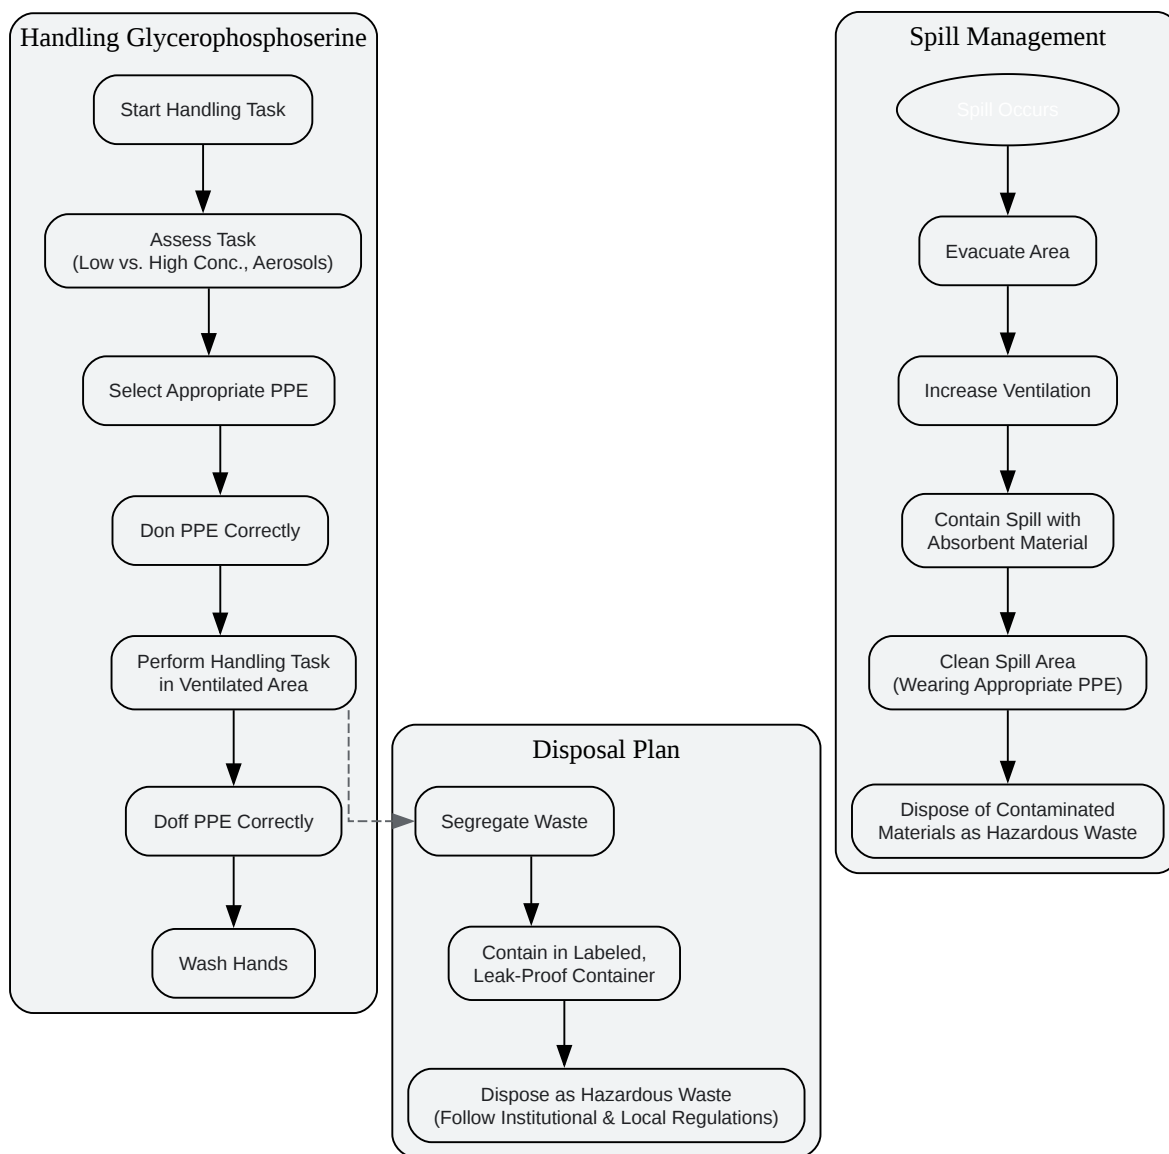 Handling Glycerophosphoserine
Start Handling Task
Assess Task
(Low vs. High Conc., Aerosols)
Select Appropriate PPE
Don PPE Correctly
Perform Handling Task
in Ventilated Area
Doff PPE Correctly
Wash Hands
Disposal Plan
Segregate Waste
Contain in Labeled,
Leak-Proof Container
Dispose as Hazardous Waste
(Follow Institutional & Local Regulations)
Spill Management
Spill Occurs
Evacuate Area
Increase Ventilation
Contain Spill with
Absorbent Material
Clean Spill Area
(Wearing Appropriate PPE)
Dispose of Contaminated
Materials as Hazardous Waste